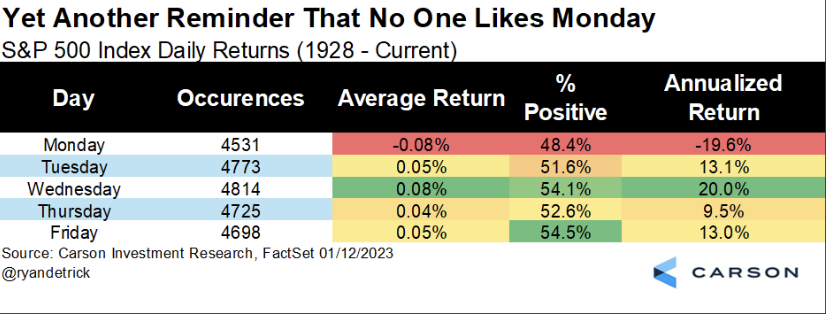 Yet Another Reminder That No One Likes Monday
S&P 500 Index Daily Returns (1928 - Current)
Day Occurences Average Return % Positive Annualized Return
Monday 4531 -0.08% 48.4% -19.6%
Tuesday 4773 0.05% 51.6% 13.1%
Wednesday 4814 0.08% 54.1% 20.0%
Thursday 4725 0.04% 52.6% 9.5%
Friday 4698 0.05% 54.5% 13.0%
Source: Carson Investment Research, FactSet 01/12/2023
@ryandetrick
CARSON